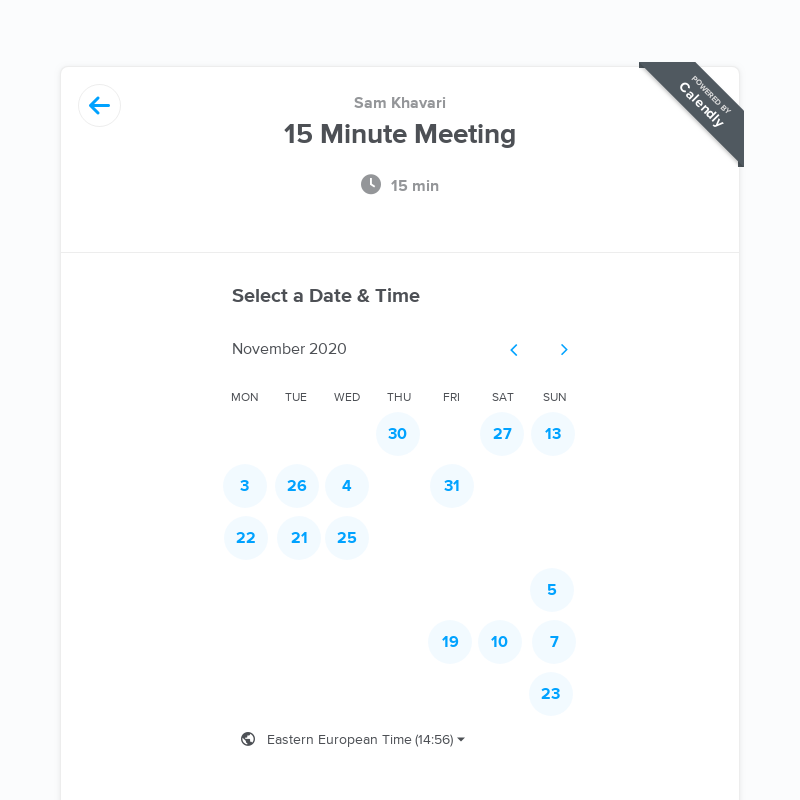 POWERED BY
Calendly
Sam Khavari
15 Minute Meeting
15 min
Select a Date & Time
November 2020
MON TUE WED THU FRI SAT SUN
30 27 13
3 26 4 31
22 21 25
5
19 10 7
23
Eastern European Time (14:56)